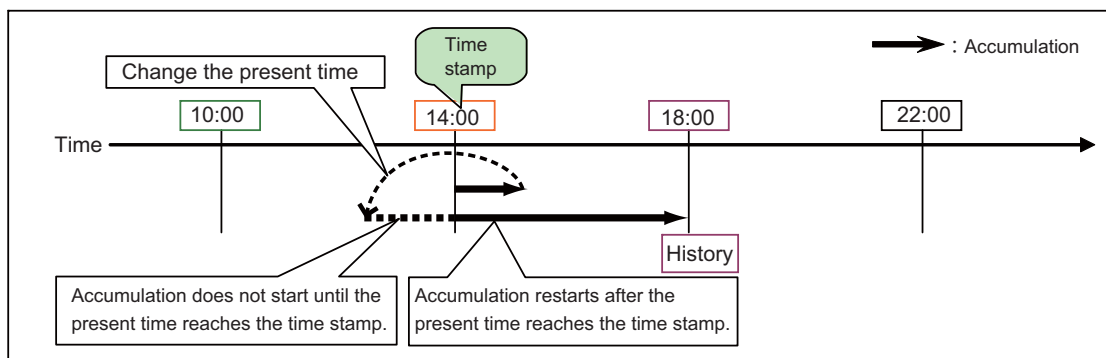 Time
stamp
: Accumulation
Change the present time
10:00
14:00
18:00
22:00
Time
History
Accumulation does not start until the
present time reaches the time stamp.
Accumulation restarts after the
present time reaches the time stamp.